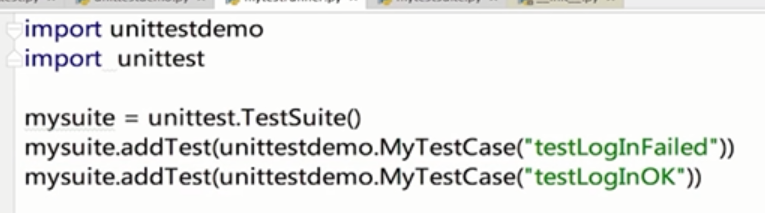 import unittestdemo
import unittest
mysuite = unittest.TestSuite()
mysuite.addTest(unittestdemo.MyTestCase("testLogInFailed"))
mysuite.addTest(unittestdemo.MyTestCase("testLogInOK"))